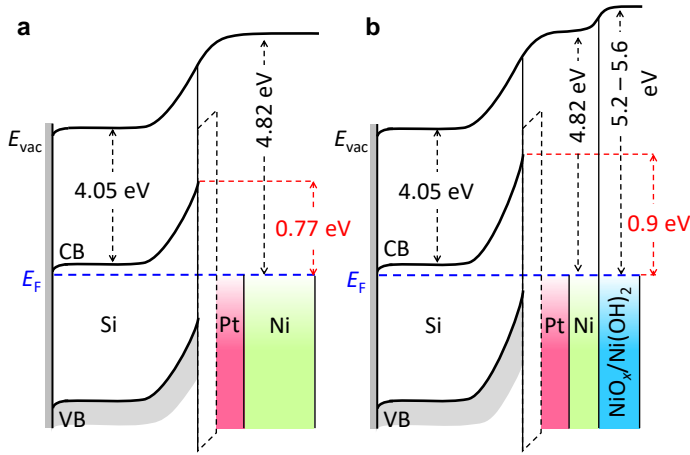 a
E_vac
4.05 eV
4.82 eV
0.77 eV
CB
E_F
Si
Pt
Ni
VB
b
E_vac
4.05 eV
4.82 eV
5.2 – 5.6
eV
0.9 eV
CB
E_F
Si
Pt
Ni
NiOₓ/Ni(OH)₂
VB